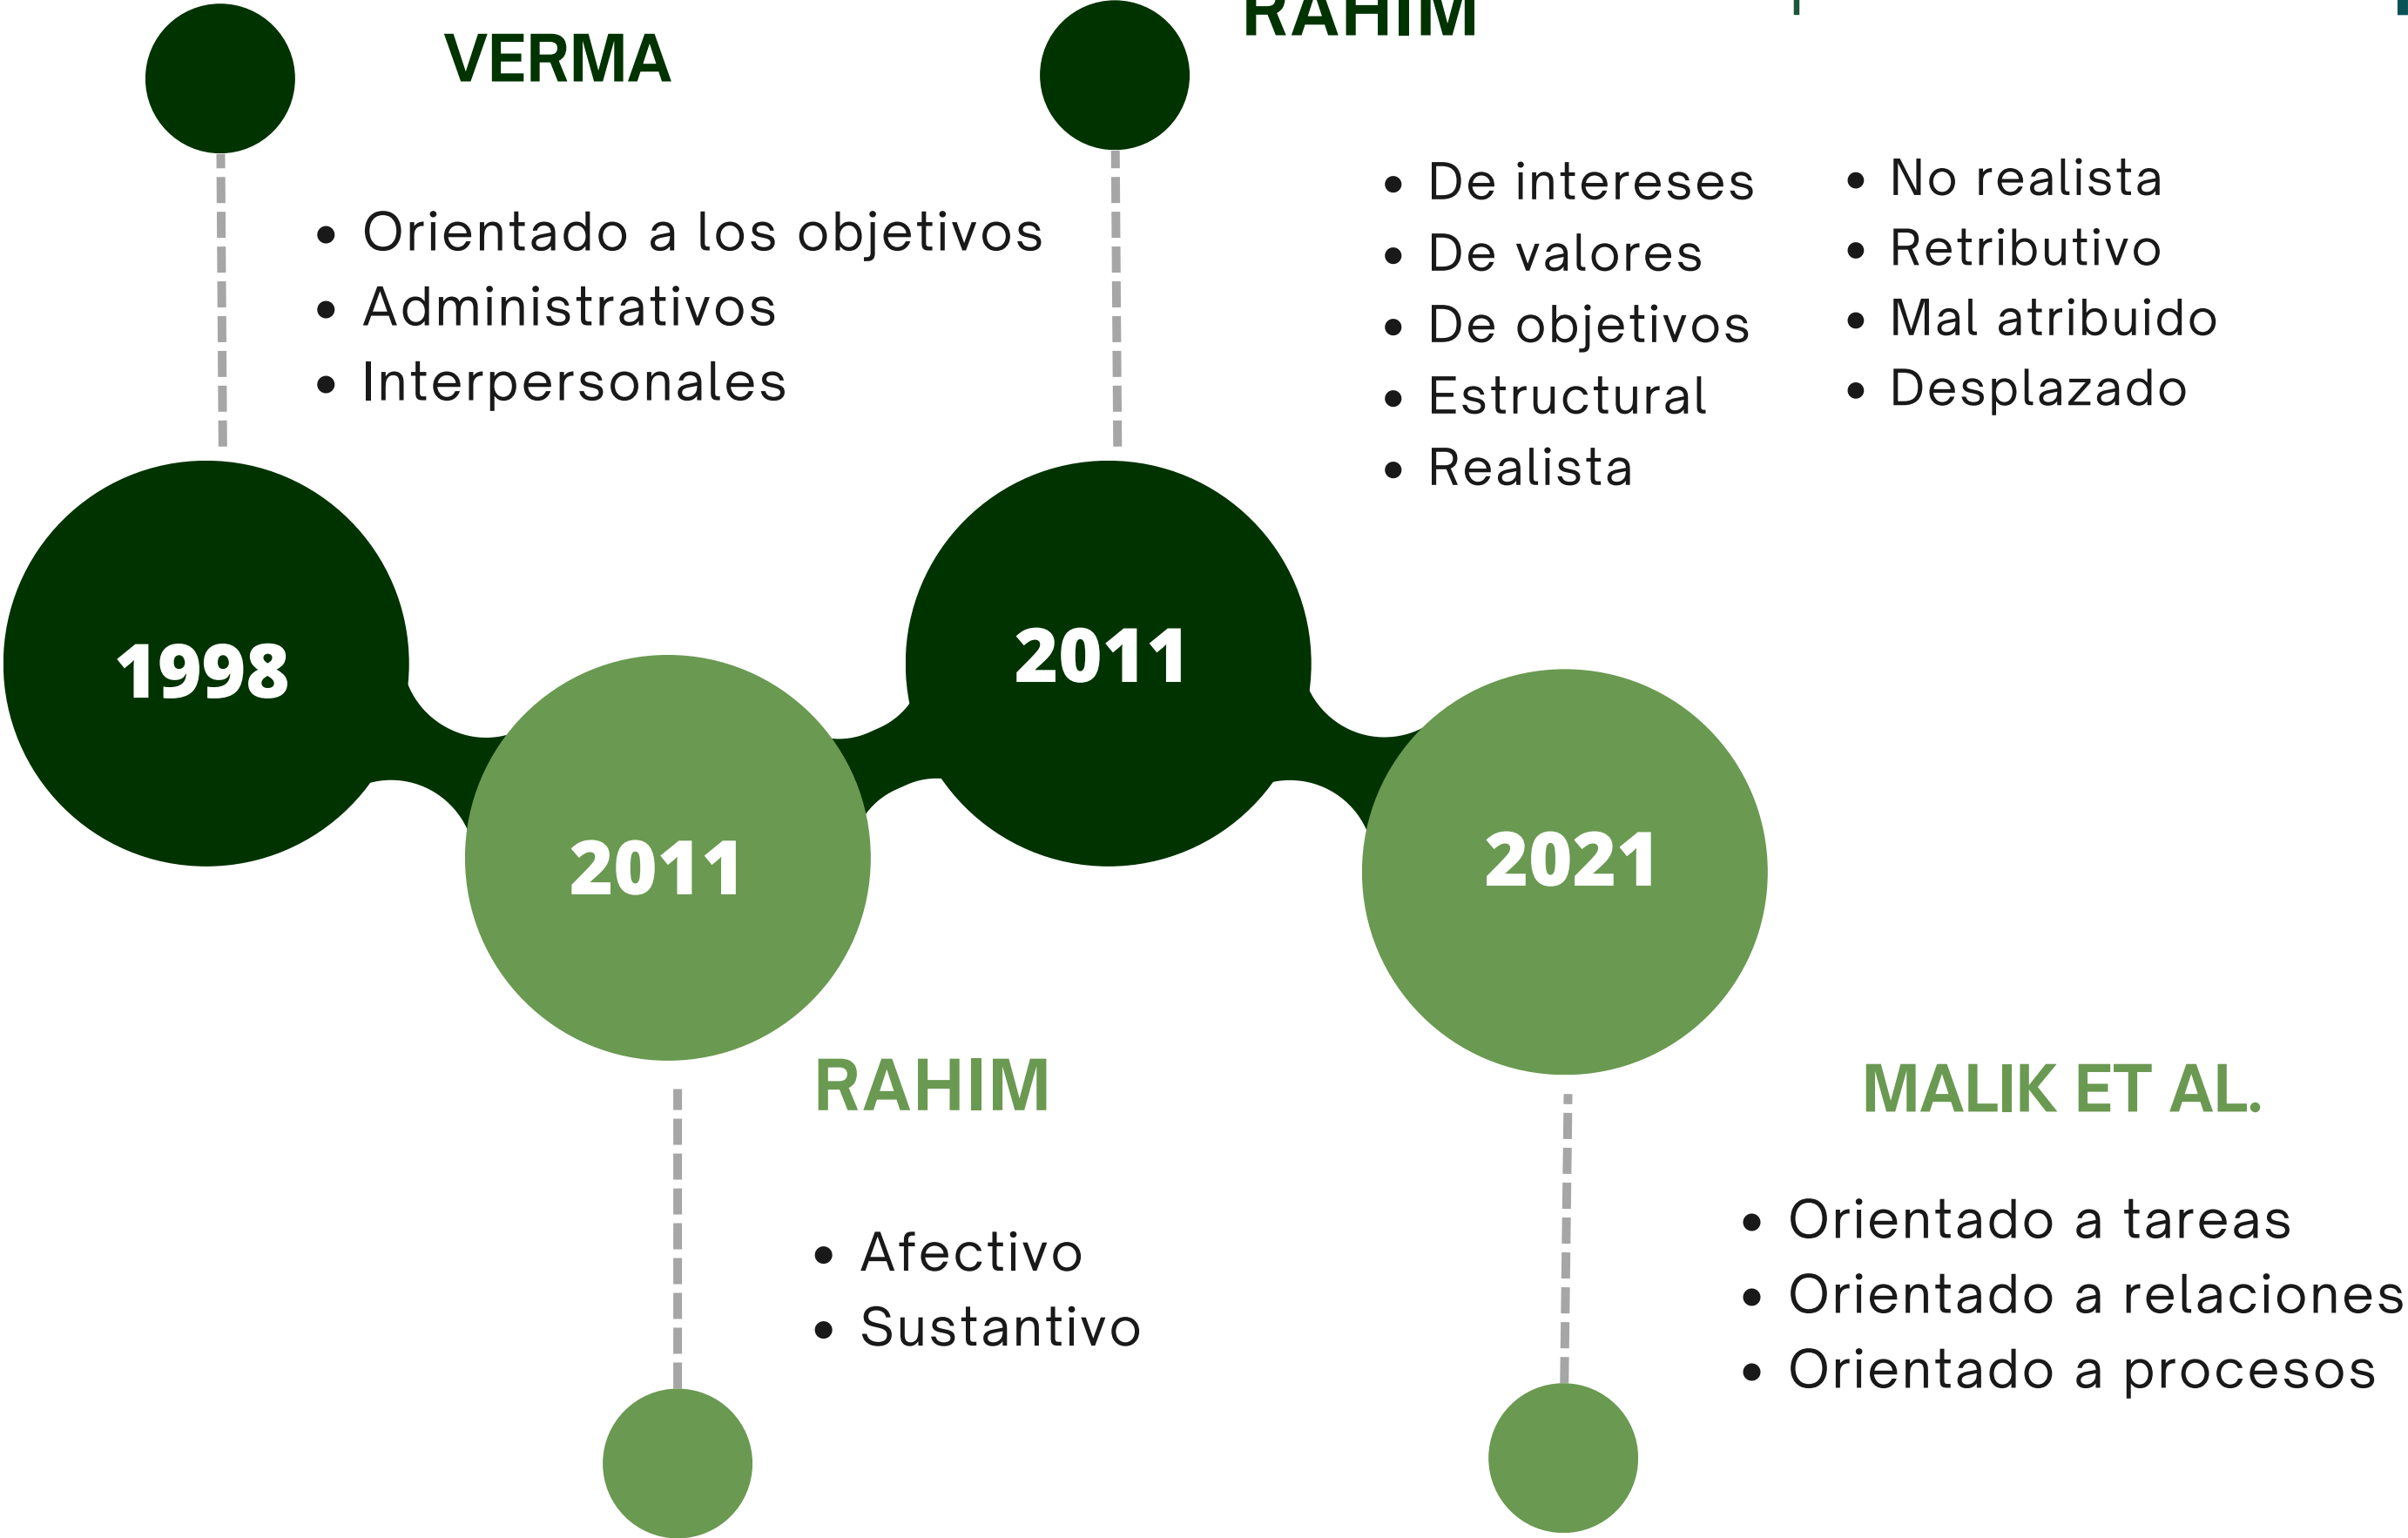 VERMA
Orientado a los objetivos
Administrativos
Interpersonales
1998
RAHIM
De intereses
De valores
De objetivos
Estructural
Realista
No realista
Retributivo
Mal atribuido
Desplazado
2011
2011
RAHIM
Afectivo
Sustantivo
2021
MALIK ET AL.
Orientado a tareas
Orientado a relaciones
Orientado a procesos